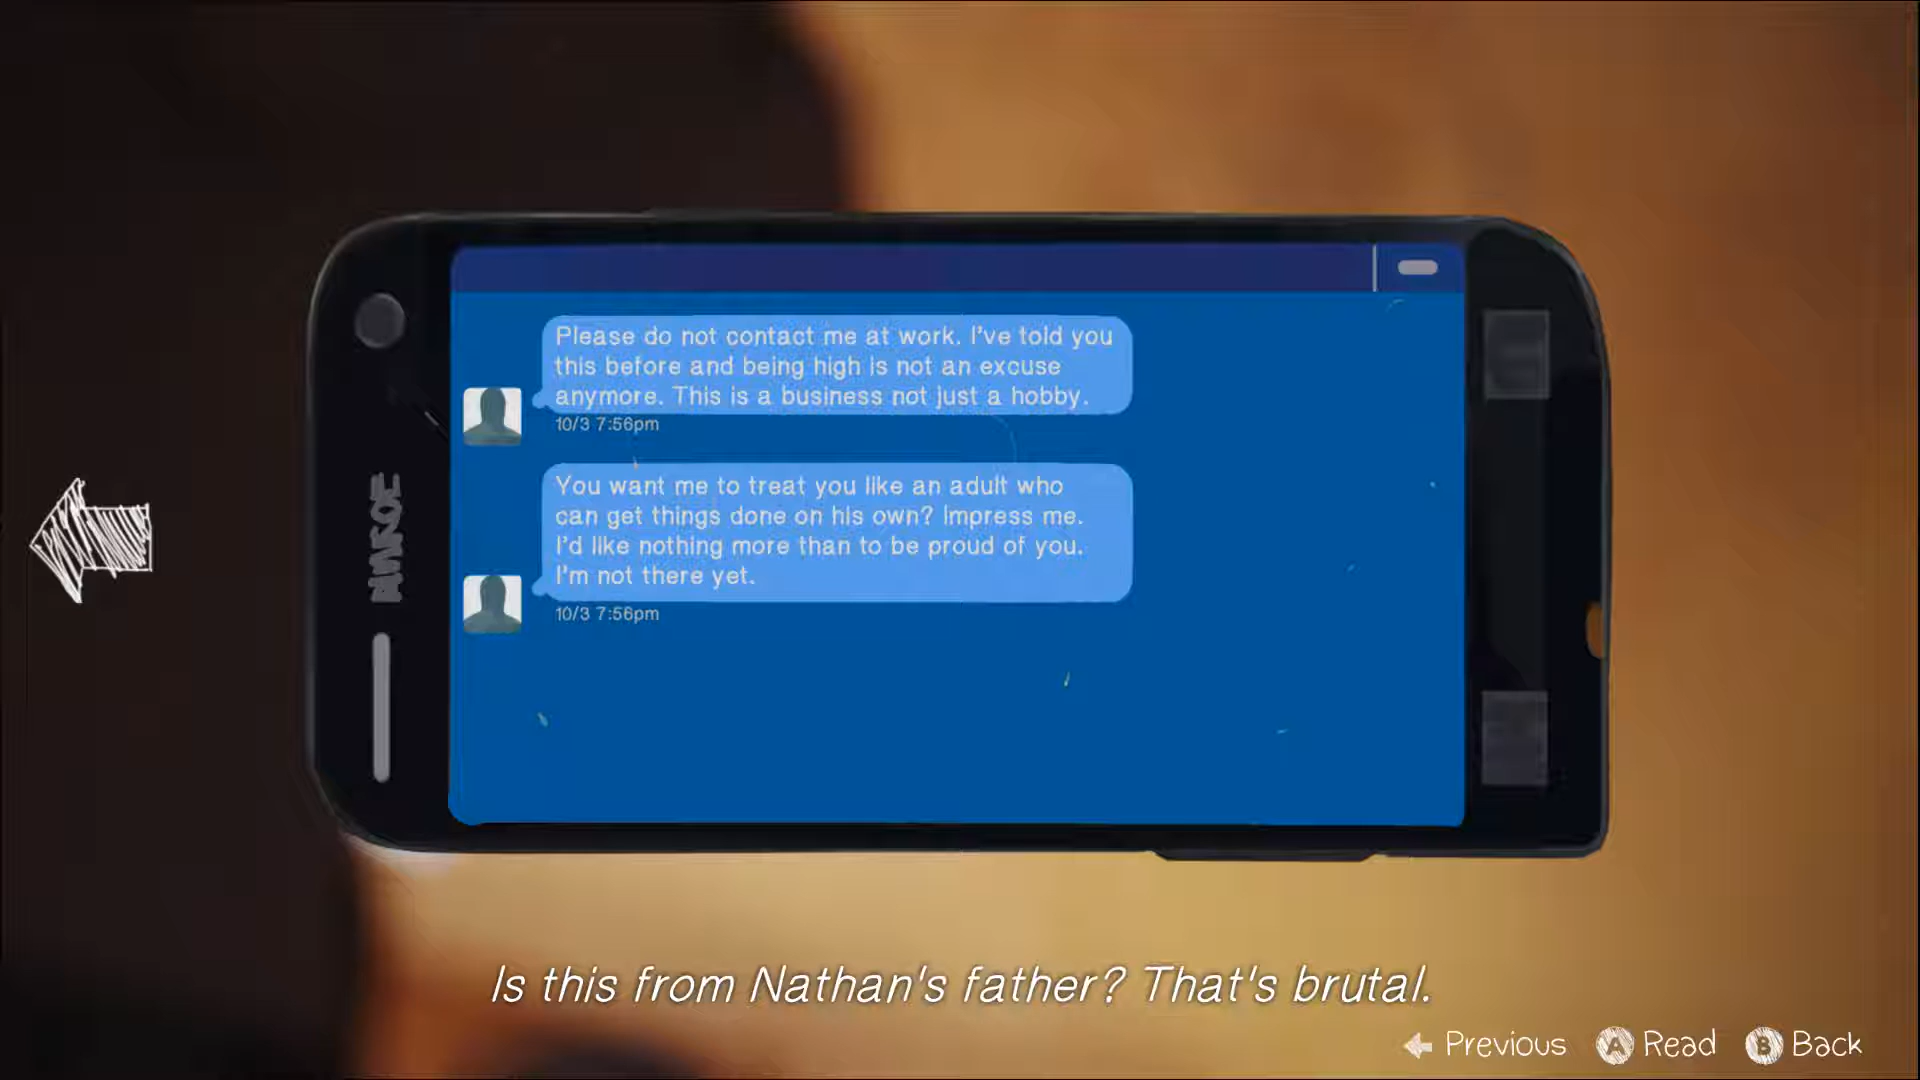 Please do not contact me at work. I've told you
this before and being high is not an excuse
anymore. This is a business not just a hobby.
10/3 7:56pm
You want me to treat you like an adult who
can get things done on his own? Impress me.
I'd like nothing more than to be proud of you.
I'm not there yet.
10/3 7:56pm
Is this from Nathan's father? That's brutal.
Previous A Read B Back